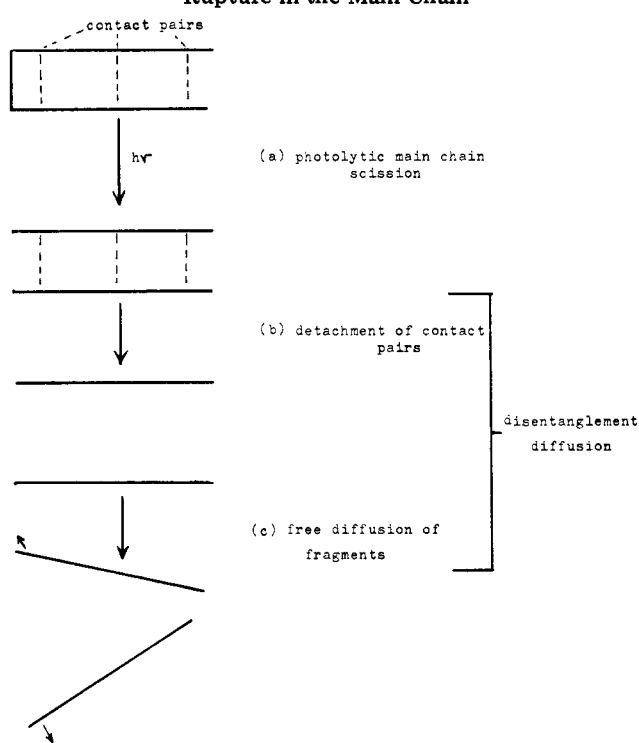 Rupture in the Main Chain
contact pairs
hν
(a) photolytic main chain
scission
(b) detachment of contact
pairs
disentanglement
diffusion
(c) free diffusion of
fragments